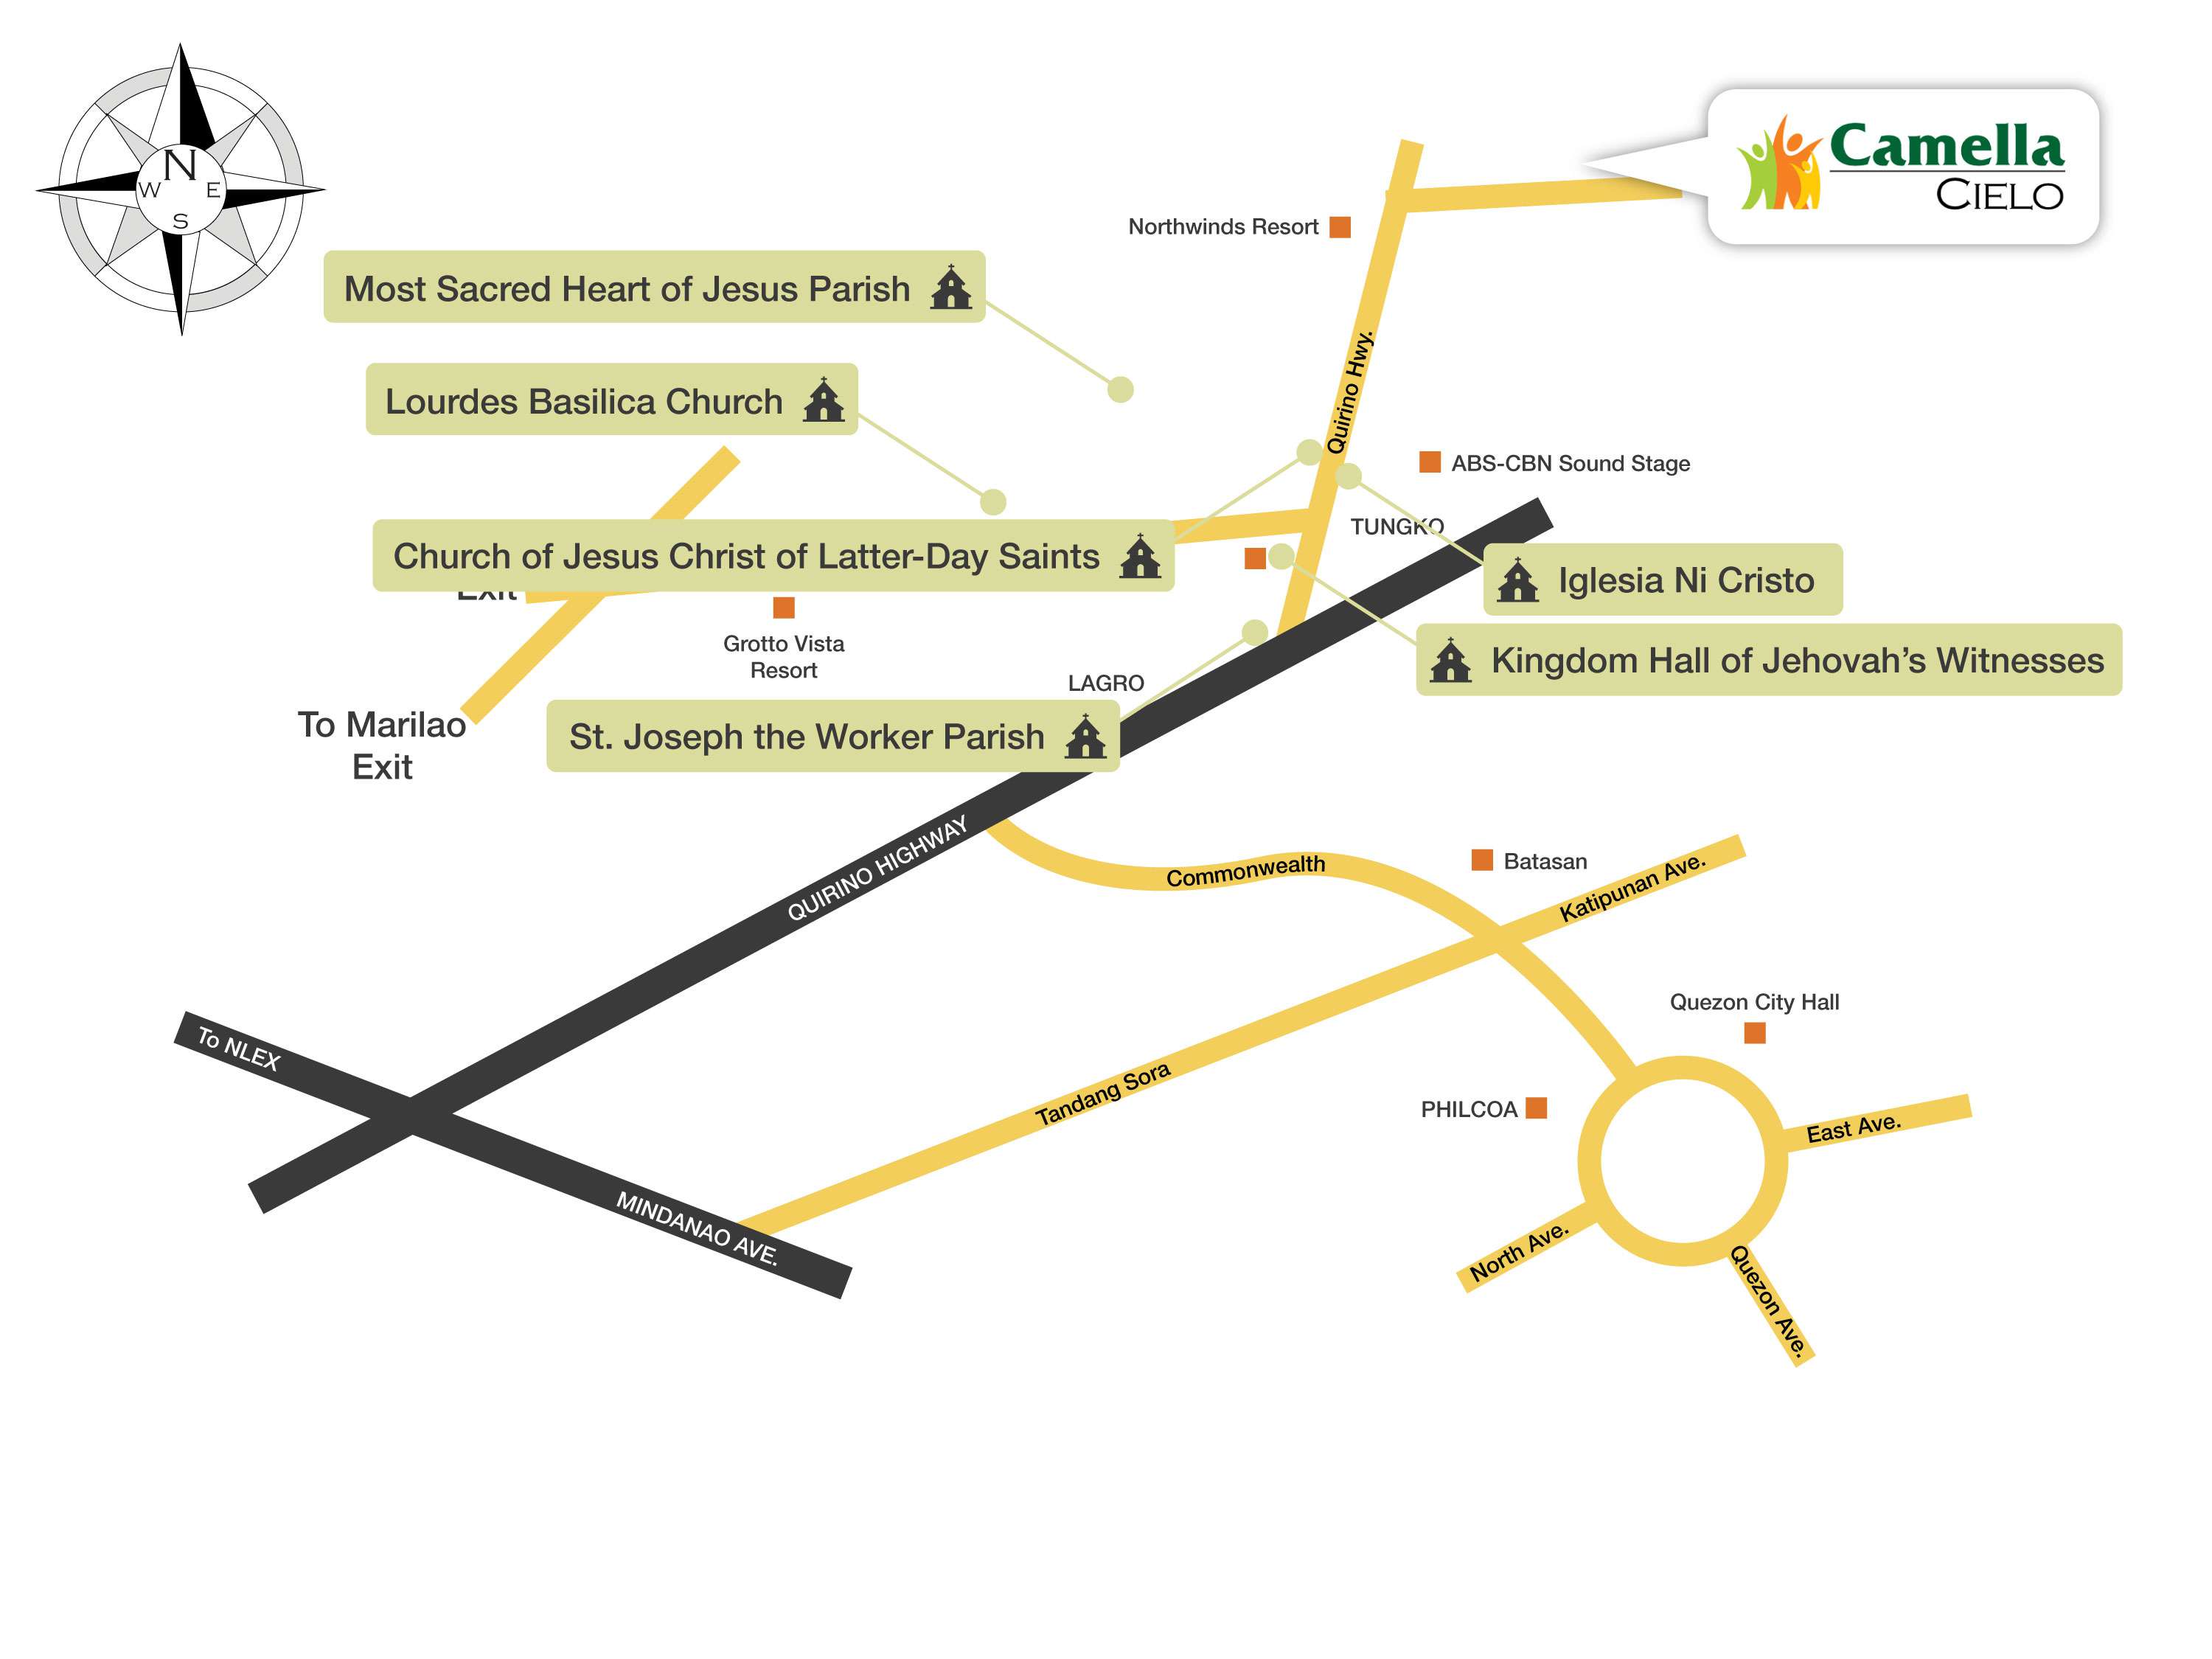 N
W
E
S
Camella
CIELO
Northwinds Resort
Most Sacred Heart of Jesus Parish
Quirino Hwy.
Lourdes Basilica Church
ABS-CBN Sound Stage
TUNGKO
Church of Jesus Christ of Latter-Day Saints
Iglesia Ni Cristo
Exit
Grotto Vista
Resort
Kingdom Hall of Jehovah's Witnesses
LAGRO
To Marilao
Exit
St. Joseph the Worker Parish
QUIRINO HIGHWAY
Commonwealth
Batasan
Katipunan Ave.
Quezon City Hall
To NLEX
Tandang Sora
PHILCOA
East Ave.
MINDANAO AVE.
North Ave.
Quezon Ave.